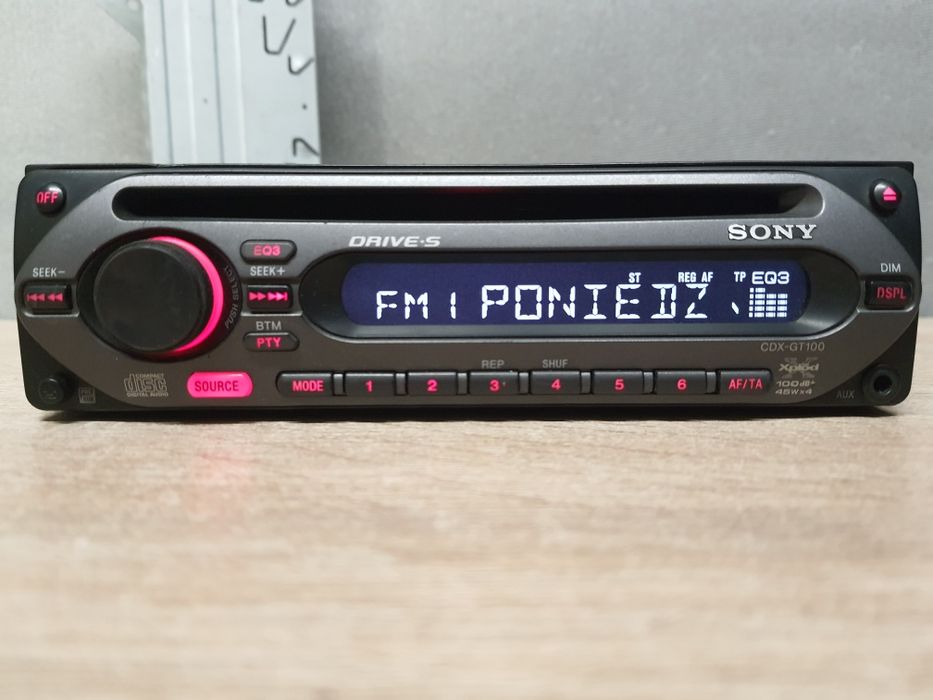 OFF
DRIVE·S
SONY
EQ3
SEEK-
SEEK+
PUSH SELECT
ST REG AF TP EQ3
DIM
FM1 PONIEDZ
DSPL
BTM
PTY
CDX-GT100
COMPACT
disc
DIGITAL AUDIO
SOURCE
MODE
REP
SHUF
1 2 3 4 5 6
AF/TA
Xplod
100dB+
45W×4
AUX